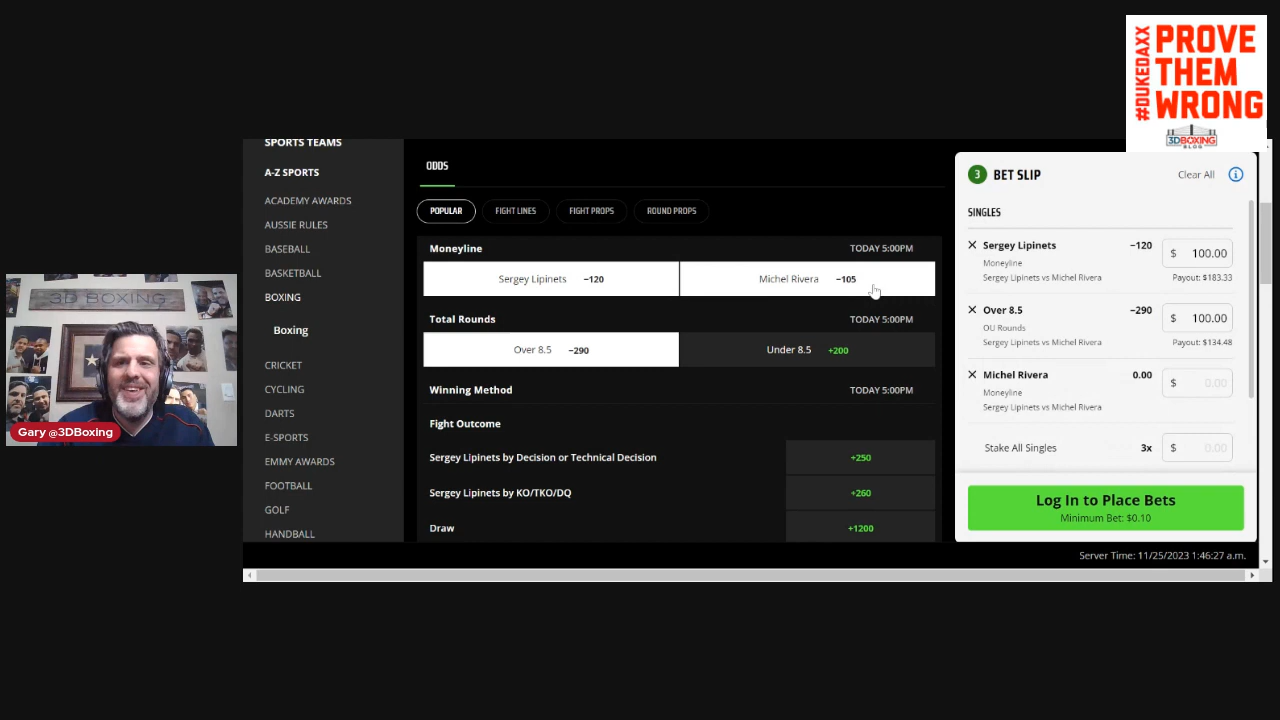 #DUKEDAXX
PROVE
THEM
WRONG
3DBOXING
BLOG
3D BOXING
Gary @3DBoxing
SPORTS TEAMS
A-Z SPORTS
ACADEMY AWARDS
AUSSIE RULES
BASEBALL
BASKETBALL
BOXING
Boxing
CRICKET
CYCLING
DARTS
E-SPORTS
EMMY AWARDS
FOOTBALL
GOLF
HANDBALL
ODDS
POPULAR FIGHT LINES FIGHT PROPS ROUND PROPS
Moneyline TODAY 5:00PM
Sergey Lipinets −120 Michel Rivera −105
Total Rounds TODAY 5:00PM
Over 8.5 −290 Under 8.5 +200
Winning Method TODAY 5:00PM
Fight Outcome
Sergey Lipinets by Decision or Technical Decision +250
Sergey Lipinets by KO/TKO/DQ +260
Draw +1200
3 BET SLIP Clear All i
SINGLES
Sergey Lipinets −120 $ 100.00
Moneyline
Sergey Lipinets vs Michel Rivera Payout: $183.33
Over 8.5 −290 $ 100.00
OU Rounds
Sergey Lipinets vs Michel Rivera Payout: $134.48
Michel Rivera 0.00 $ 0.00
Moneyline
Sergey Lipinets vs Michel Rivera
Stake All Singles 3x $ 0.00
Log In to Place Bets
Minimum Bet: $0.10
Server Time: 11/25/2023 1:46:27 a.m.